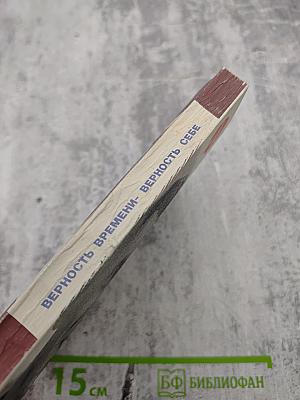 ВЕРНОСТЬ ВРЕМЕНИ- ВЕРНОСТЬ СЕБЕ
15 см
БФ БИБЛИОФАН